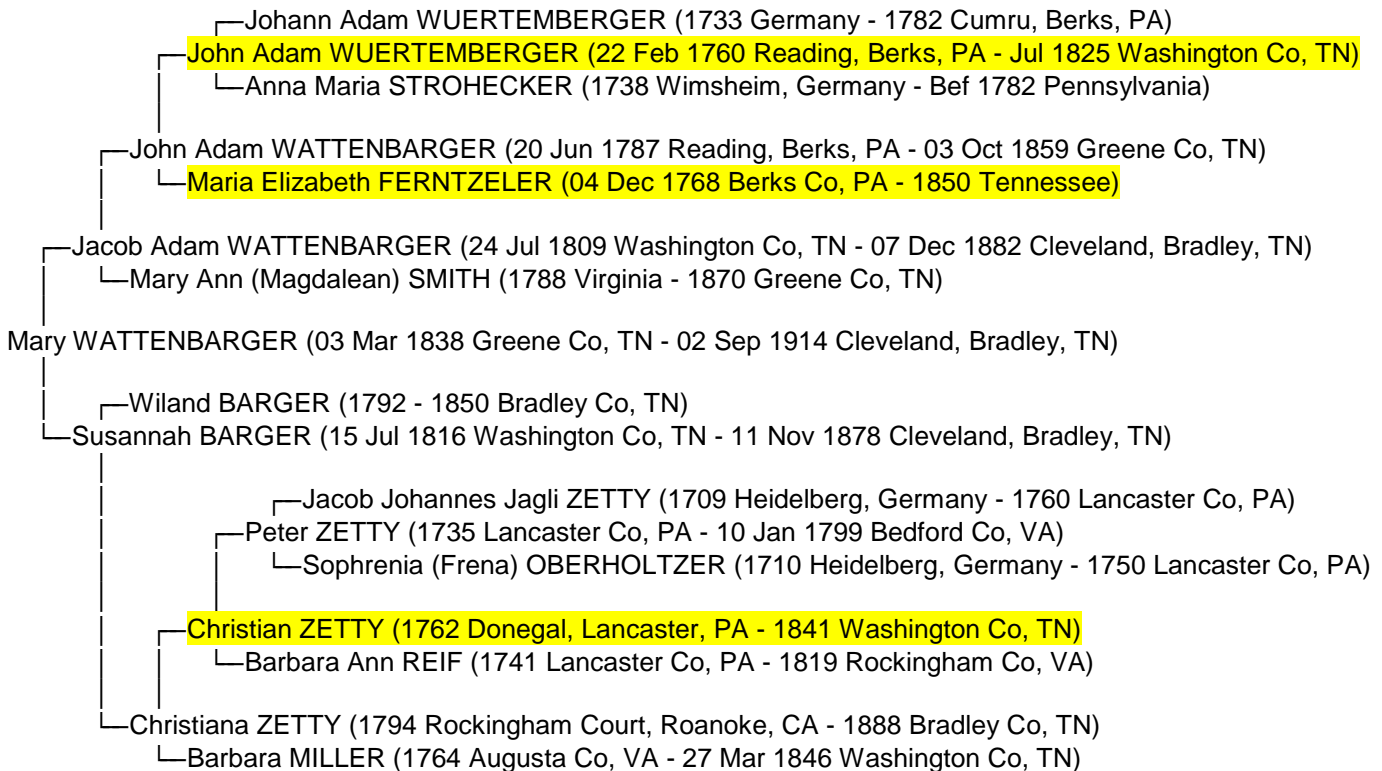 Johann Adam WUERTEMBERGER (1733 Germany - 1782 Cumru, Berks, PA)
John Adam WUERTEMBERGER (22 Feb 1760 Reading, Berks, PA - Jul 1825 Washington Co, TN)
Anna Maria STROHECKER (1738 Wimsheim, Germany - Bef 1782 Pennsylvania)
John Adam WATTENBARGER (20 Jun 1787 Reading, Berks, PA - 03 Oct 1859 Greene Co, TN)
Maria Elizabeth FERNTZELER (04 Dec 1768 Berks Co, PA - 1850 Tennessee)
Jacob Adam WATTENBARGER (24 Jul 1809 Washington Co, TN - 07 Dec 1882 Cleveland, Bradley, TN)
Mary Ann (Magdalean) SMITH (1788 Virginia - 1870 Greene Co, TN)
Mary WATTENBARGER (03 Mar 1838 Greene Co, TN - 02 Sep 1914 Cleveland, Bradley, TN)
Wiland BARGER (1792 - 1850 Bradley Co, TN)
Susannah BARGER (15 Jul 1816 Washington Co, TN - 11 Nov 1878 Cleveland, Bradley, TN)
Jacob Johannes Jagli ZETTY (1709 Heidelberg, Germany - 1760 Lancaster Co, PA)
Peter ZETTY (1735 Lancaster Co, PA - 10 Jan 1799 Bedford Co, VA)
Sophrenia (Frena) OBERHOLTZER (1710 Heidelberg, Germany - 1750 Lancaster Co, PA)
Christian ZETTY (1762 Donegal, Lancaster, PA - 1841 Washington Co, TN)
Barbara Ann REIF (1741 Lancaster Co, PA - 1819 Rockingham Co, VA)
Christiana ZETTY (1794 Rockingham Court, Roanoke, CA - 1888 Bradley Co, TN)
Barbara MILLER (1764 Augusta Co, VA - 27 Mar 1846 Washington Co, TN)